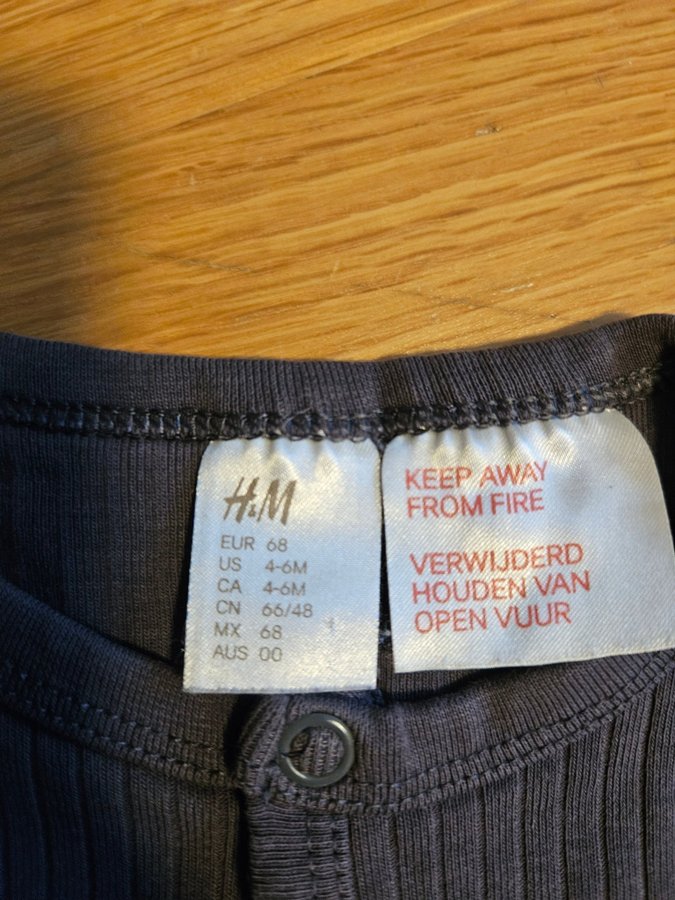 H&M
EUR 68
US 4-6M
CA 4-6M
CN 66/48
MX 68
AUS 00
KEEP AWAY
FROM FIRE
VERWIJDERD
HOUDEN VAN
OPEN VUUR